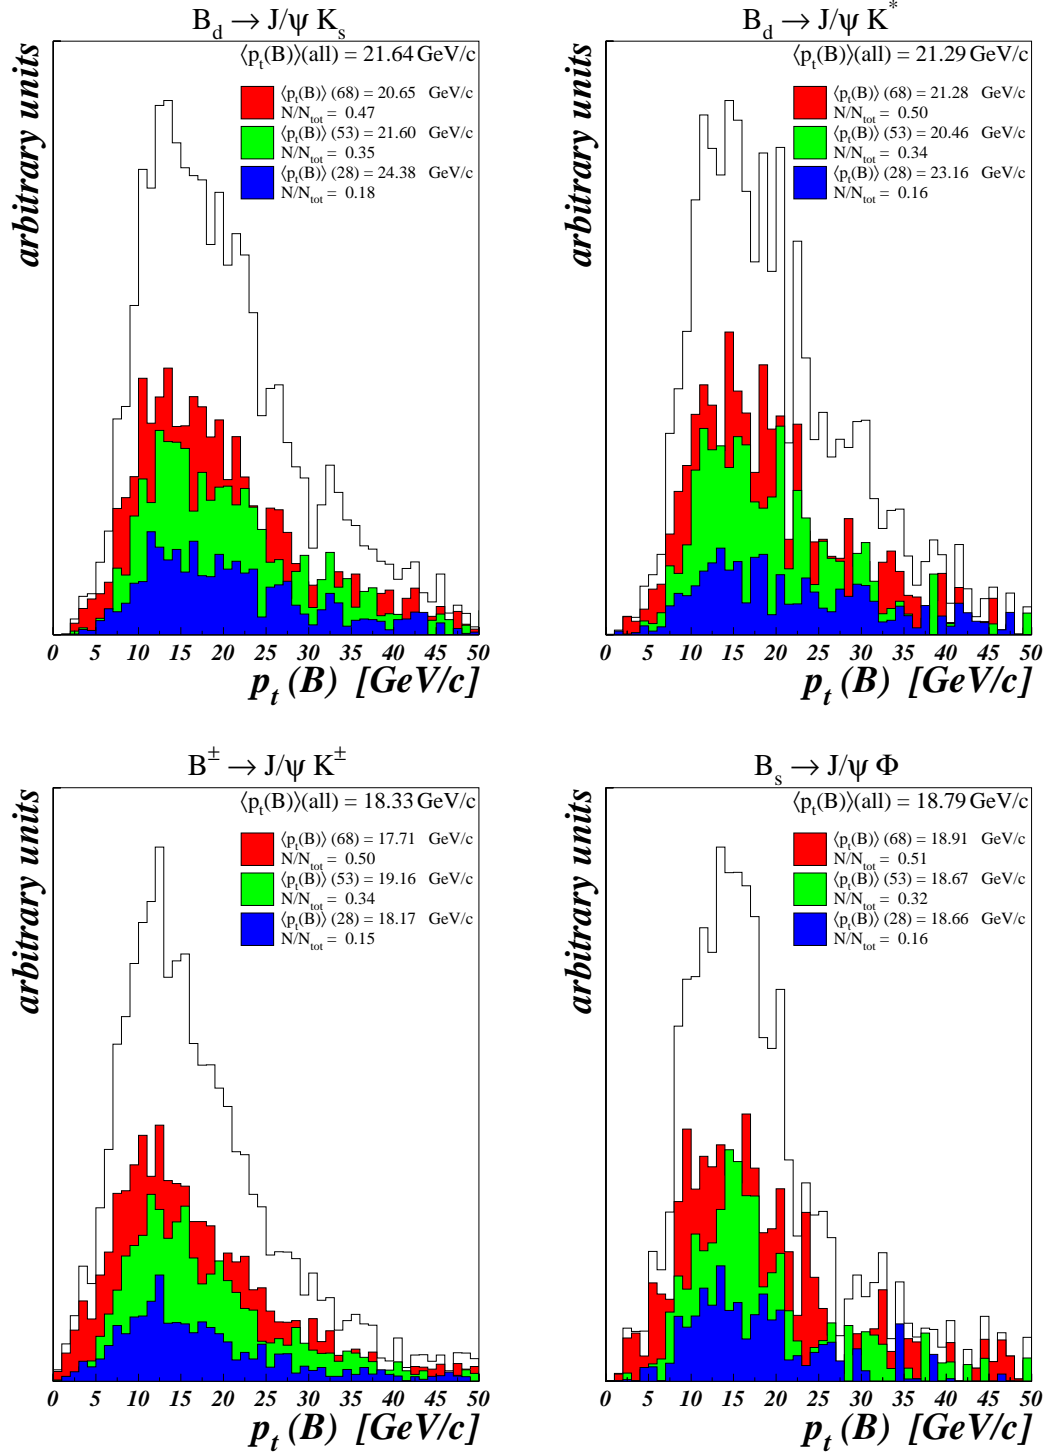 B_d → J/ψ K_s
⟨p_t(B)⟩(all) = 21.64 GeV/c
⟨p_t(B)⟩ (68) = 20.65 GeV/c
N/N_tot = 0.47
⟨p_t(B)⟩ (53) = 21.60 GeV/c
N/N_tot = 0.35
⟨p_t(B)⟩ (28) = 24.38 GeV/c
N/N_tot = 0.18
arbitrary units
0 5 10 15 20 25 30 35 40 45 50
p_t (B) [GeV/c]
B_d → J/ψ K^*
⟨p_t(B)⟩(all) = 21.29 GeV/c
⟨p_t(B)⟩ (68) = 21.28 GeV/c
N/N_tot = 0.50
⟨p_t(B)⟩ (53) = 20.46 GeV/c
N/N_tot = 0.34
⟨p_t(B)⟩ (28) = 23.16 GeV/c
N/N_tot = 0.16
arbitrary units
0 5 10 15 20 25 30 35 40 45 50
p_t (B) [GeV/c]
B^± → J/ψ K^±
⟨p_t(B)⟩(all) = 18.33 GeV/c
⟨p_t(B)⟩ (68) = 17.71 GeV/c
N/N_tot = 0.50
⟨p_t(B)⟩ (53) = 19.16 GeV/c
N/N_tot = 0.34
⟨p_t(B)⟩ (28) = 18.17 GeV/c
N/N_tot = 0.15
arbitrary units
0 5 10 15 20 25 30 35 40 45 50
p_t (B) [GeV/c]
B_s → J/ψ Φ
⟨p_t(B)⟩(all) = 18.79 GeV/c
⟨p_t(B)⟩ (68) = 18.91 GeV/c
N/N_tot = 0.51
⟨p_t(B)⟩ (53) = 18.67 GeV/c
N/N_tot = 0.32
⟨p_t(B)⟩ (28) = 18.66 GeV/c
N/N_tot = 0.16
arbitrary units
0 5 10 15 20 25 30 35 40 45 50
p_t (B) [GeV/c]